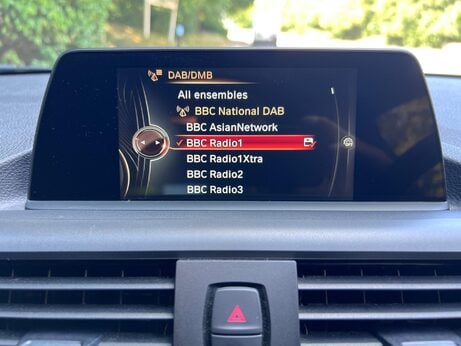 DAB/DMB
All ensembles
BBC National DAB
BBC AsianNetwork
BBC Radio1
BBC Radio1Xtra
BBC Radio2
BBC Radio3